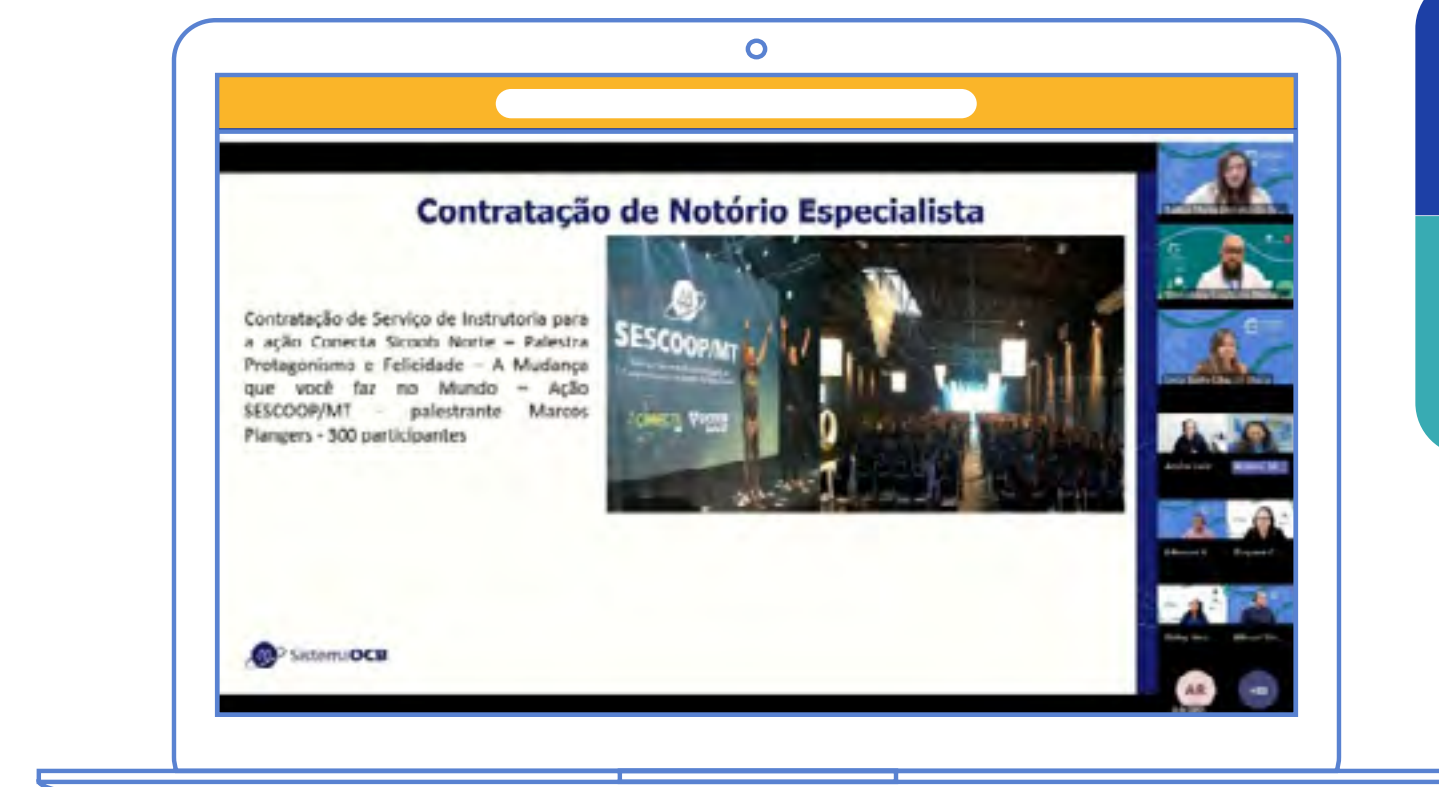 Contratação de Notório Especialista
Contratação de Serviço de Instrutoria para
a ação Conecta Sicoob Norte – Palestra
Protagonismo e Felicidade – A Mudança
que você faz no Mundo – Ação
SESCOOP/MT - palestrante Marcos
Piangers - 300 participantes
SESCOOP/MT
SistemaOCB
AR